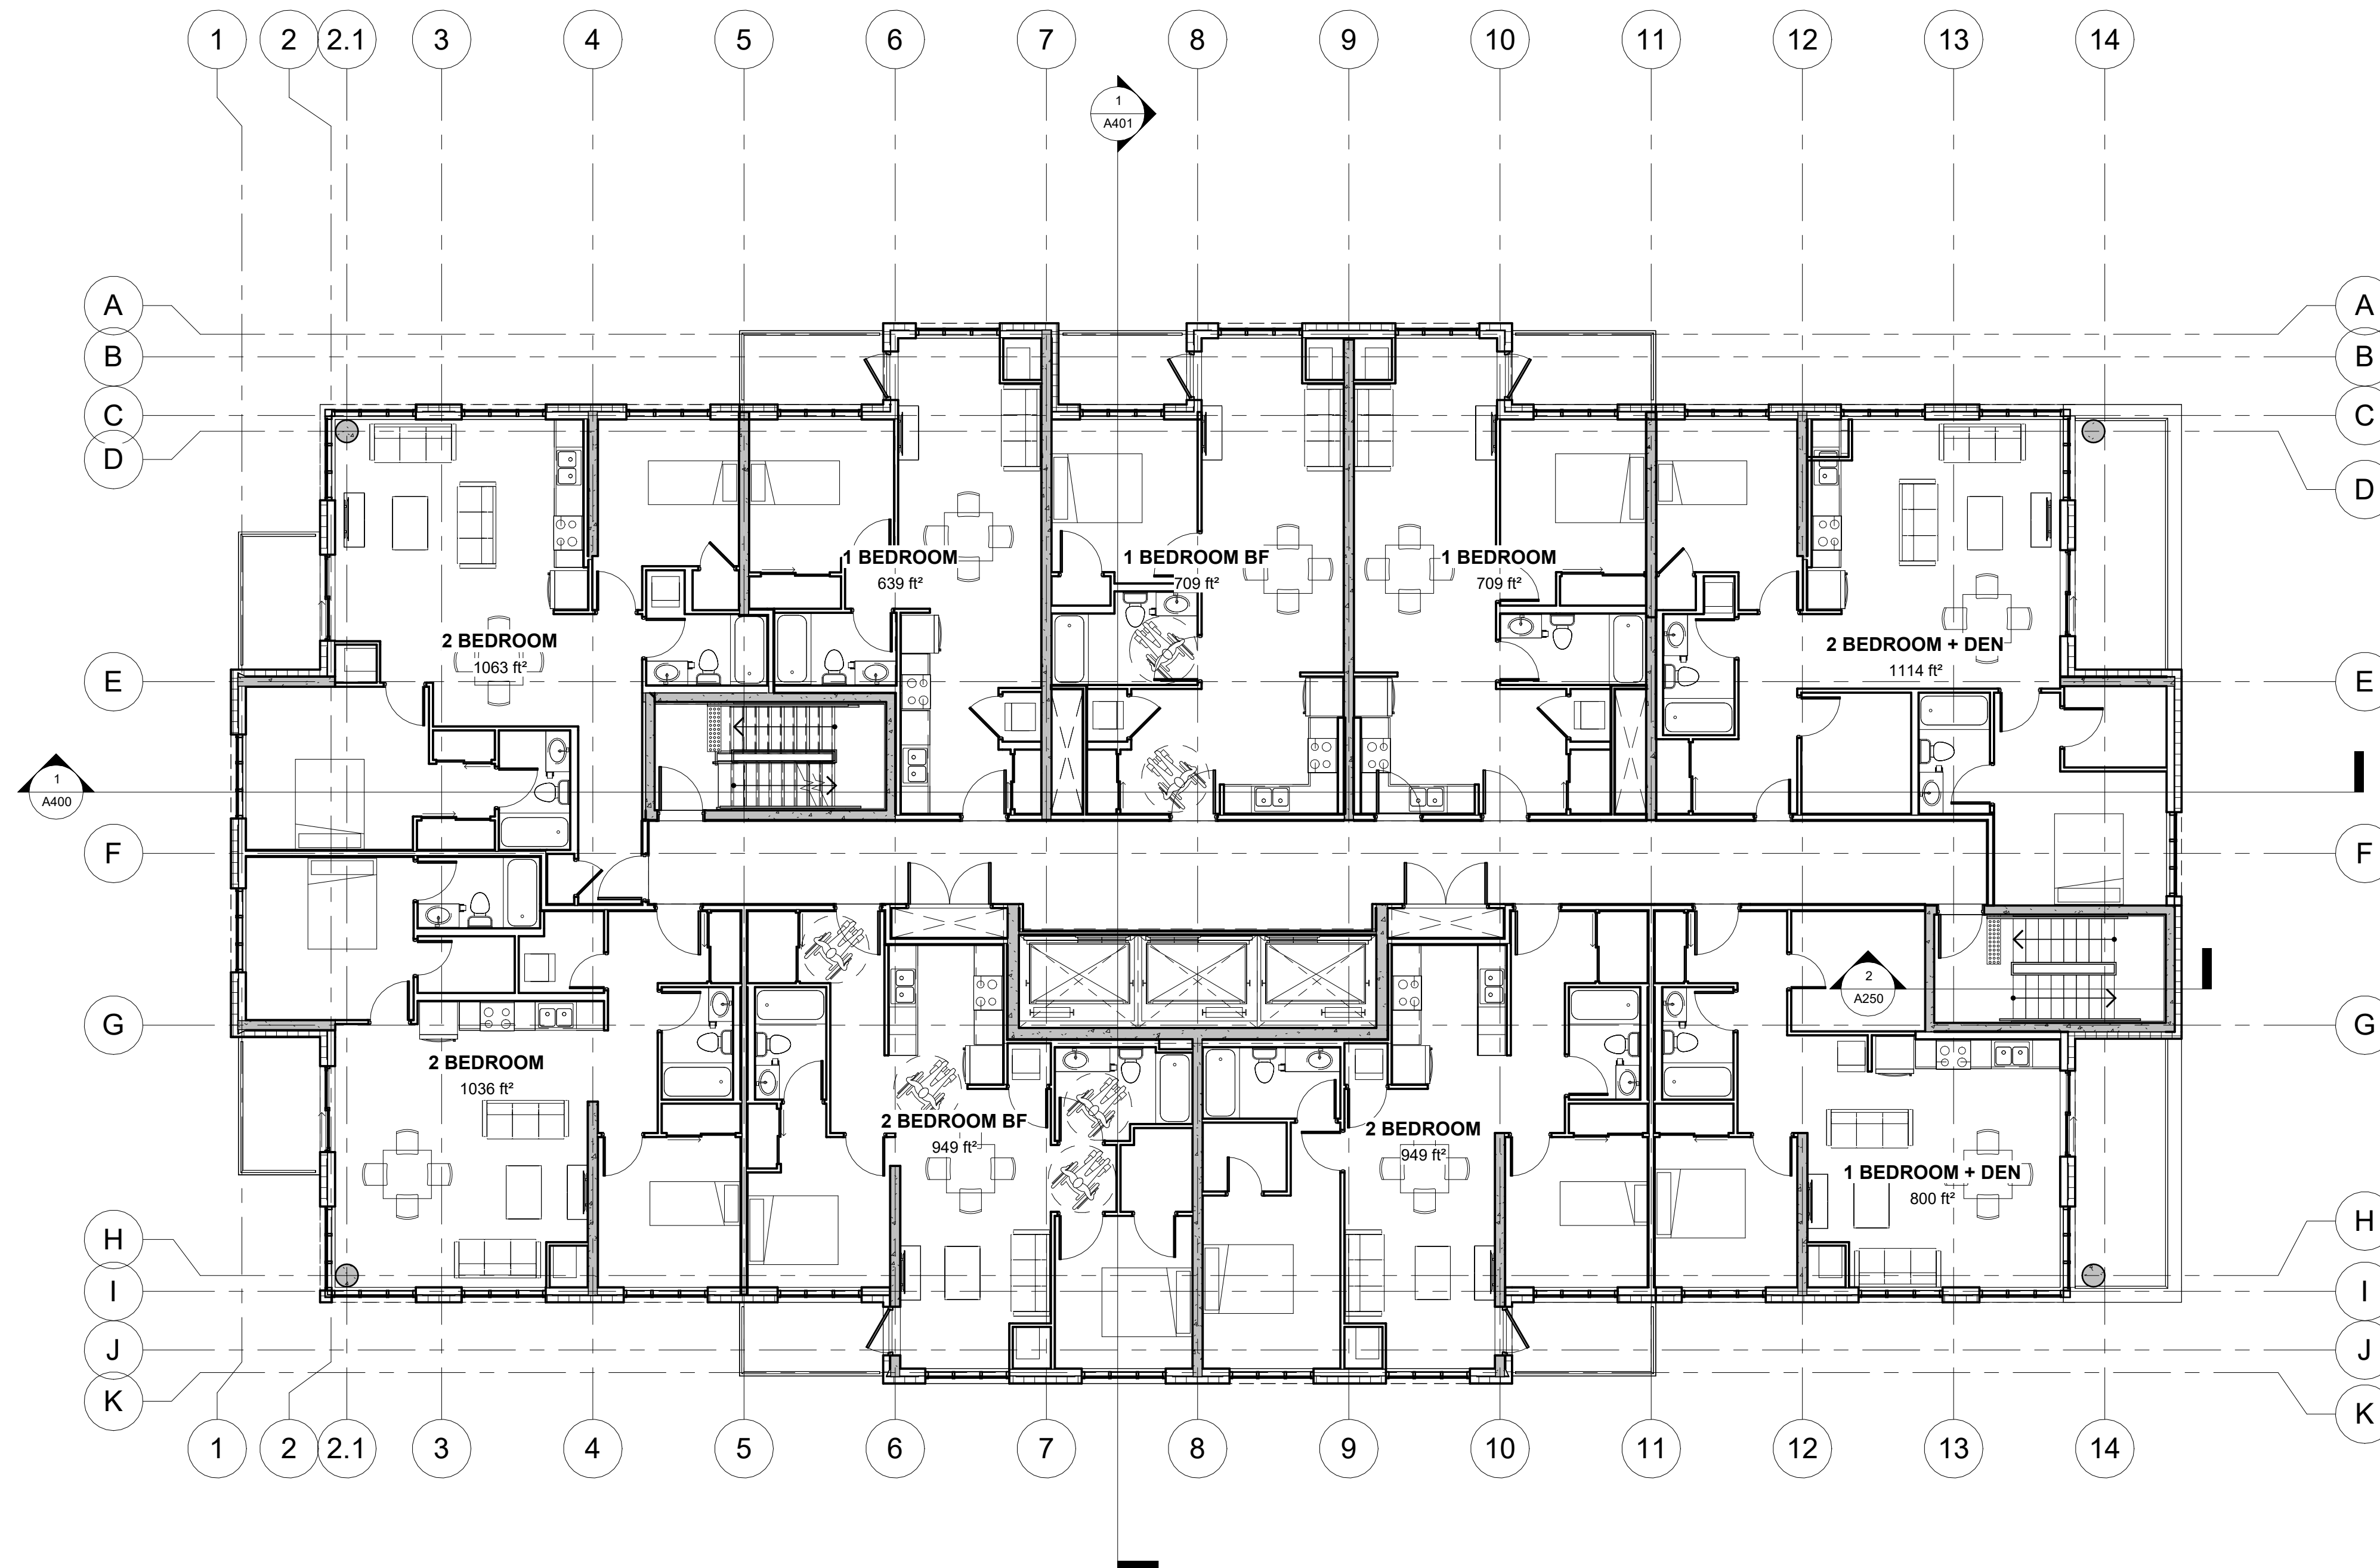 1
2
2.1
3
4
5
6
7
8
9
10
11
12
13
14
1
A401
A
A
B
B
C
C
D
D
1 BEDROOM
639 ft²
1 BEDROOM BF
709 ft²
1 BEDROOM
709 ft²
2 BEDROOM
1063 ft²
2 BEDROOM + DEN
1114 ft²
E
E
1
A400
F
F
2
A250
G
G
2 BEDROOM
1036 ft²
2 BEDROOM BF
949 ft²
2 BEDROOM
949 ft²
1 BEDROOM + DEN
800 ft²
H
H
I
I
J
J
K
K
1
2
2.1
3
4
5
6
7
8
9
10
11
12
13
14